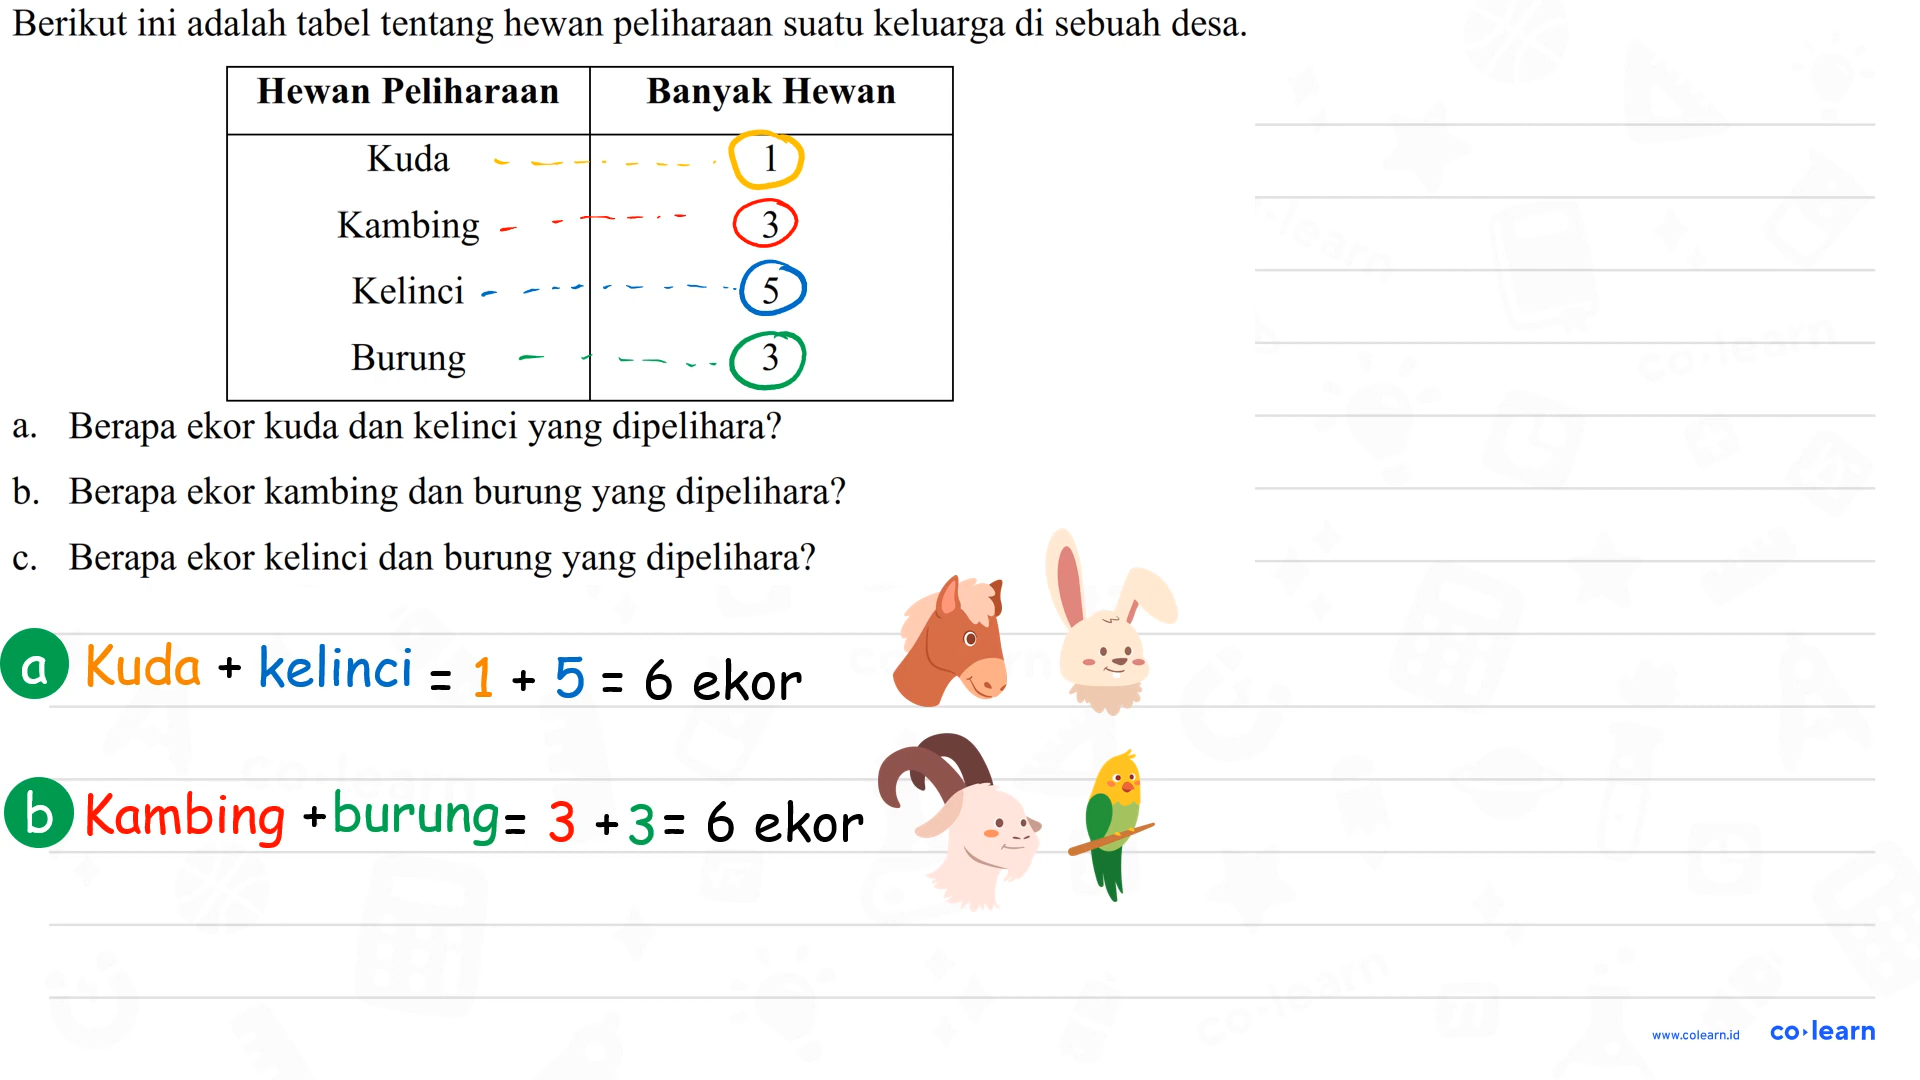 Berikut ini adalah tabel tentang hewan peliharaan suatu keluarga di sebuah desa.
Hewan Peliharaan Banyak Hewan
Kuda 1
Kambing 3
Kelinci 5
Burung 3
a. Berapa ekor kuda dan kelinci yang dipelihara?
b. Berapa ekor kambing dan burung yang dipelihara?
c. Berapa ekor kelinci dan burung yang dipelihara?
a Kuda + kelinci = 1 + 5 = 6 ekor
b Kambing + burung = 3 + 3 = 6 ekor
www.colearn.id co·learn